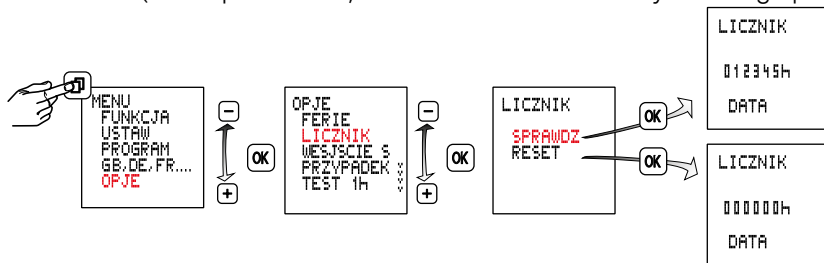 MENU
FUNKCJA
USTAW
PROGRAM
GB,DE,FR....
OPJE
−
OK
+
OPJE
FERIE
LICZNIK
WESJSCIE S
PRZYPADEK
TEST 1h
−
OK
+
LICZNIK
SPRAWDZ
RESET
OK
OK
LICZNIK
012345h
DATA
LICZNIK
000000h
DATA